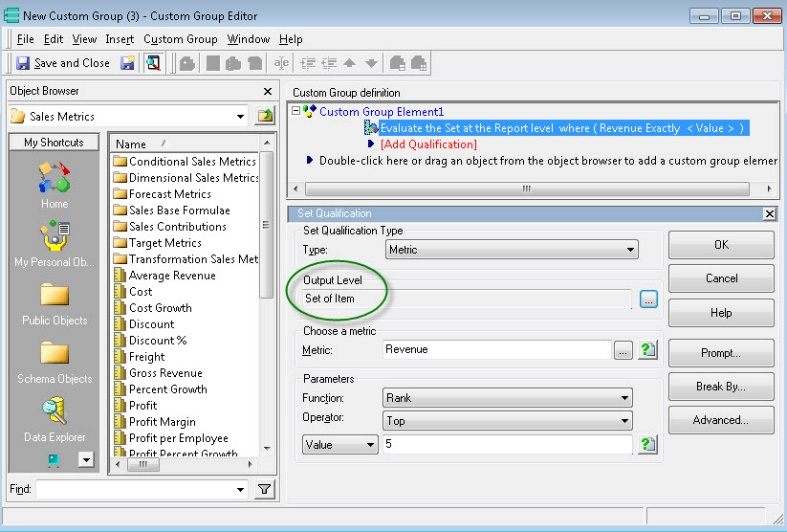 New Custom Group (3) - Custom Group Editor
File Edit View Insert Custom Group Window Help
Save and Close
Object Browser
Sales Metrics
My Shortcuts
Home
My Personal Ob...
Public Objects
Schema Objects
Data Explorer
Name
Conditional Sales Metrics
Dimensional Sales Metrics
Forecast Metrics
Sales Base Formulae
Sales Contributions
Target Metrics
Transformation Sales Met
Average Revenue
Cost
Cost Growth
Discount
Discount %
Freight
Gross Revenue
Percent Growth
Profit
Profit Margin
Profit per Employee
Profit Percent Growth
Find:
Custom Group definition
Custom Group Element1
Evaluate the Set at the Report level where ( Revenue Exactly < Value > )
[Add Qualification]
Double-click here or drag an object from the object browser to add a custom group elemer
Set Qualification
Set Qualification Type
Type: Metric
Output Level
Set of Item
...
Choose a metric
Metric: Revenue ...
Parameters
Function: Rank
Operator: Top
Value 5
OK
Cancel
Help
Prompt...
Break By...
Advanced...